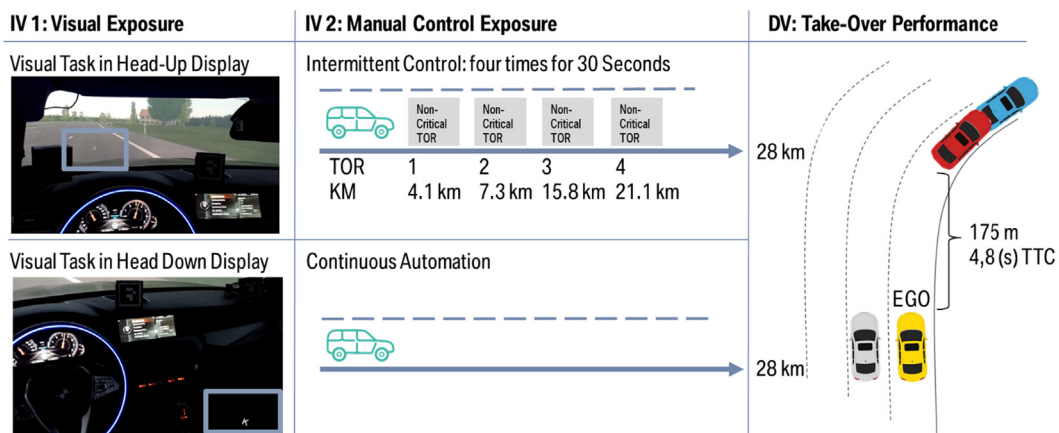 IV 1: Visual Exposure
IV 2: Manual Control Exposure
DV: Take-Over Performance
Visual Task in Head-Up Display
Intermittent Control: four times for 30 Seconds
Non-
Critical
TOR
Non-
Critical
TOR
Non-
Critical
TOR
Non-
Critical
TOR
TOR 1 2 3 4
KM 4.1 km 7.3 km 15.8 km 21.1 km
28 km
175 m
4,8 (s) TTC
EGO
Visual Task in Head Down Display
Continuous Automation
28 km
K